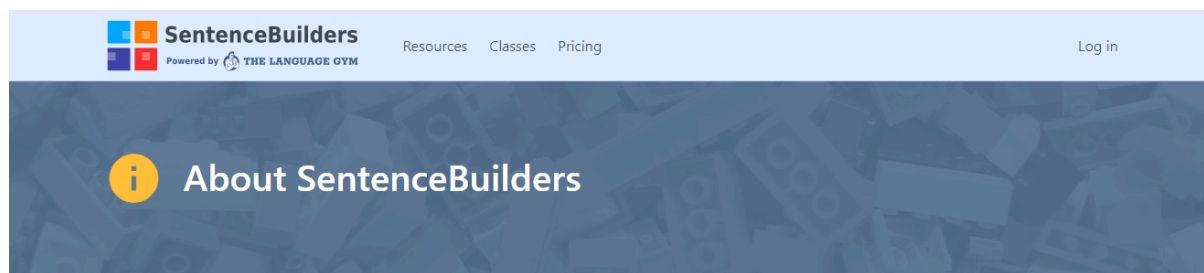 SentenceBuilders
Powered by THE LANGUAGE GYM
Resources Classes Pricing
Log in
About SentenceBuilders